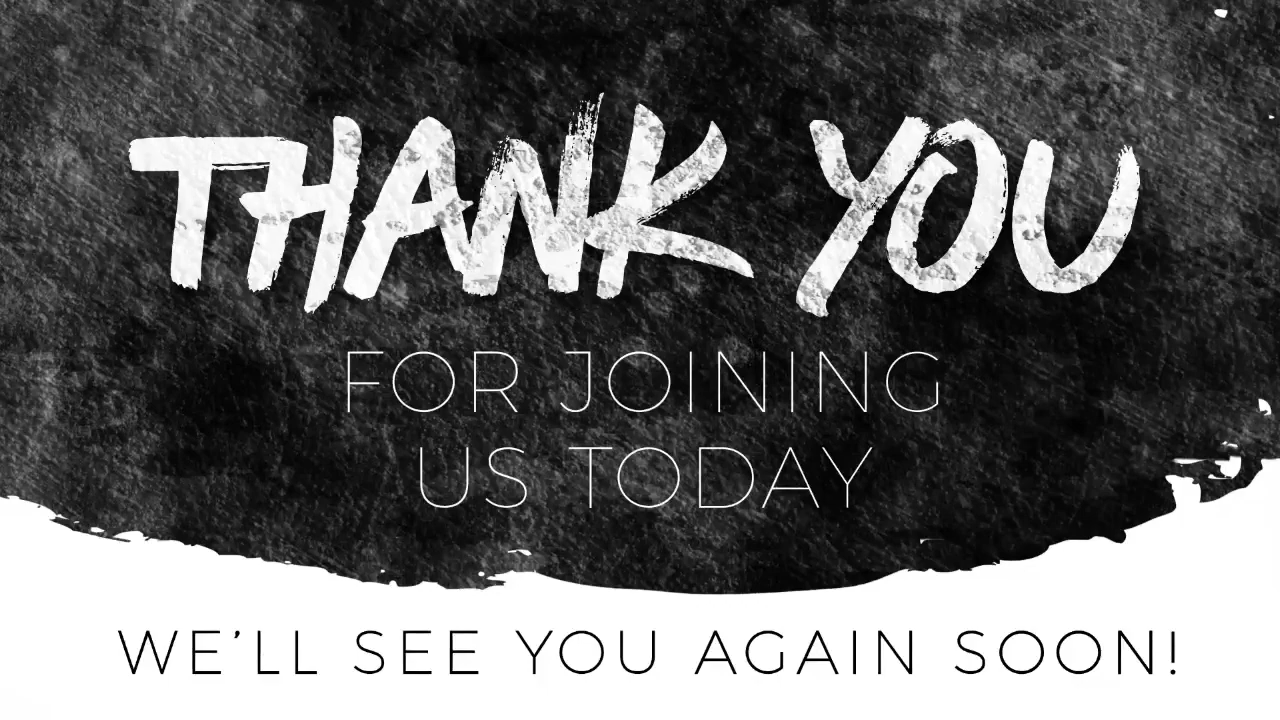 THANK YOU
FOR JOINING
US TODAY
WE'LL SEE YOU AGAIN SOON!